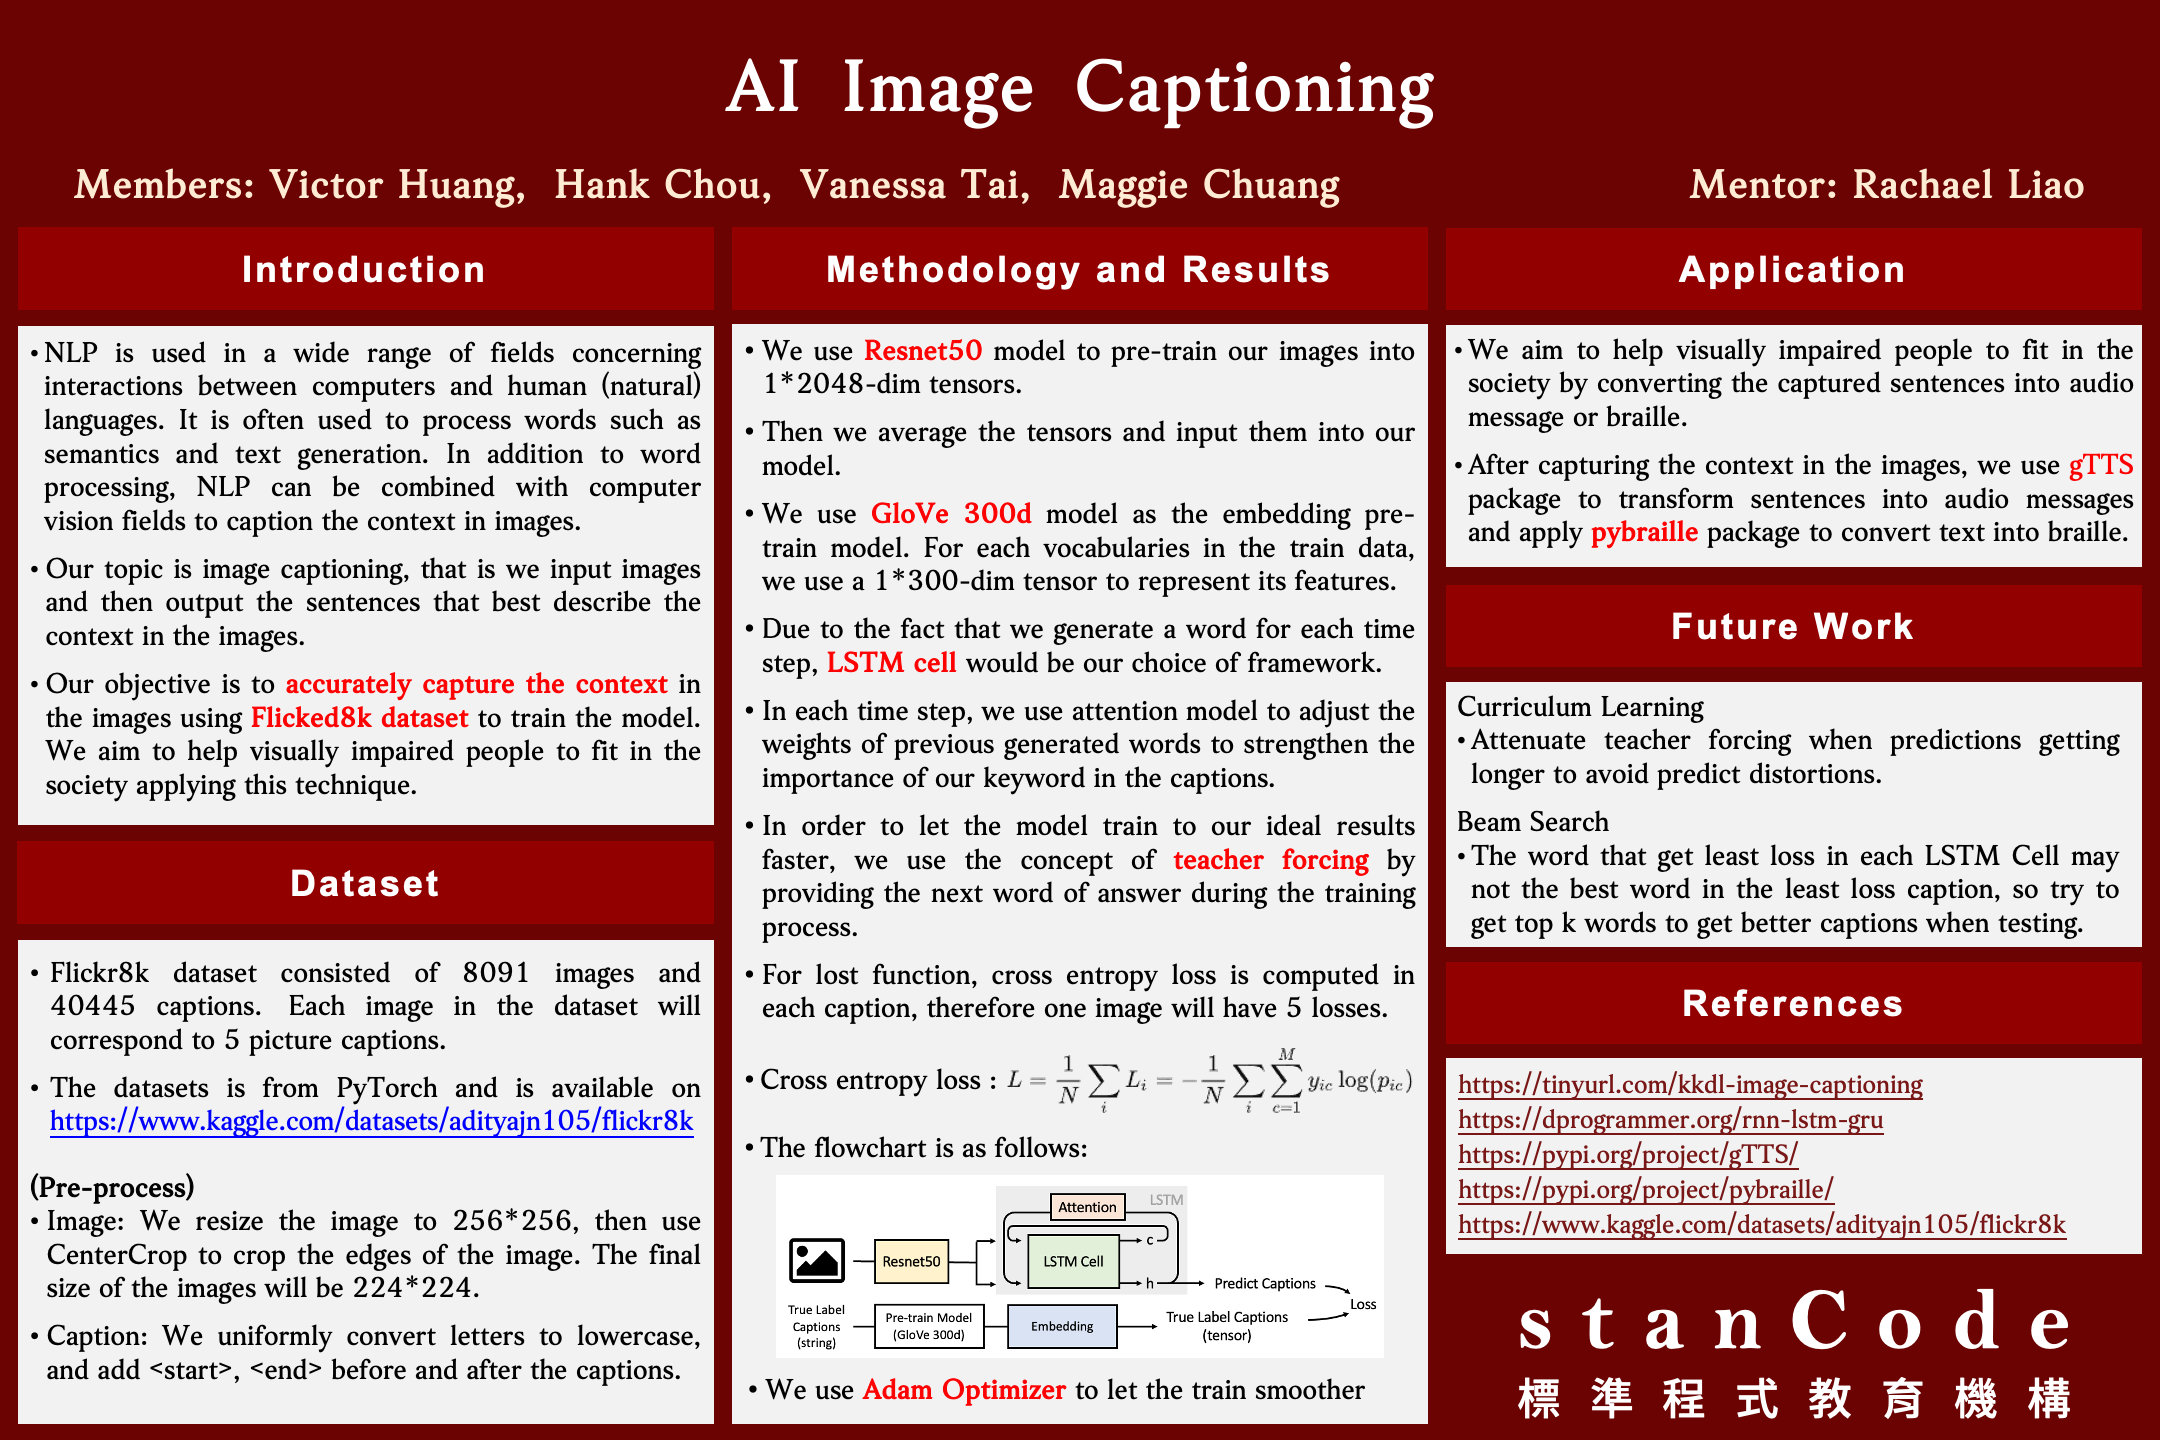 AI Image Captioning
Members: Victor Huang, Hank Chou, Vanessa Tai, Maggie Chuang
Mentor: Rachael Liao
Introduction
• NLP is used in a wide range of fields concerning
interactions between computers and human (natural)
languages. It is often used to process words such as
semantics and text generation. In addition to word
processing, NLP can be combined with computer
vision fields to caption the context in images.
• Our topic is image captioning, that is we input images
and then output the sentences that best describe the
context in the images.
• Our objective is to accurately capture the context in
the images using Flicked8k dataset to train the model.
We aim to help visually impaired people to fit in the
society applying this technique.
Dataset
• Flickr8k dataset consisted of 8091 images and
40445 captions. Each image in the dataset will
correspond to 5 picture captions.
• The datasets is from PyTorch and is available on
https://www.kaggle.com/datasets/adityajn105/flickr8k
(Pre-process)
• Image: We resize the image to 256*256, then use
CenterCrop to crop the edges of the image. The final
size of the images will be 224*224.
• Caption: We uniformly convert letters to lowercase,
and add <start>, <end> before and after the captions.
Methodology and Results
• We use Resnet50 model to pre-train our images into
1*2048-dim tensors.
• Then we average the tensors and input them into our
model.
• We use GloVe 300d model as the embedding pre-
train model. For each vocabularies in the train data,
we use a 1*300-dim tensor to represent its features.
• Due to the fact that we generate a word for each time
step, LSTM cell would be our choice of framework.
• In each time step, we use attention model to adjust the
weights of previous generated words to strengthen the
importance of our keyword in the captions.
• In order to let the model train to our ideal results
faster, we use the concept of teacher forcing by
providing the next word of answer during the training
process.
• For lost function, cross entropy loss is computed in
each caption, therefore one image will have 5 losses.
• Cross entropy loss : L = 1/N ∑_i L_i = − 1/N ∑_i ∑_{c=1}^{M} y_{ic} log(p_{ic})
• The flowchart is as follows:
LSTM
Attention
c
Resnet50
LSTM Cell
h
Predict Captions
Loss
True Label
Captions
(string)
Pre-train Model
(GloVe 300d)
Embedding
True Label Captions
(tensor)
• We use Adam Optimizer to let the train smoother
Application
• We aim to help visually impaired people to fit in the
society by converting the captured sentences into audio
message or braille.
• After capturing the context in the images, we use gTTS
package to transform sentences into audio messages
and apply pybraille package to convert text into braille.
Future Work
Curriculum Learning
• Attenuate teacher forcing when predictions getting
longer to avoid predict distortions.
Beam Search
• The word that get least loss in each LSTM Cell may
not the best word in the least loss caption, so try to
get top k words to get better captions when testing.
References
https://tinyurl.com/kkdl-image-captioning
https://dprogrammer.org/rnn-lstm-gru
https://pypi.org/project/gTTS/
https://pypi.org/project/pybraille/
https://www.kaggle.com/datasets/adityajn105/flickr8k
stanCode
標準程式教育機構